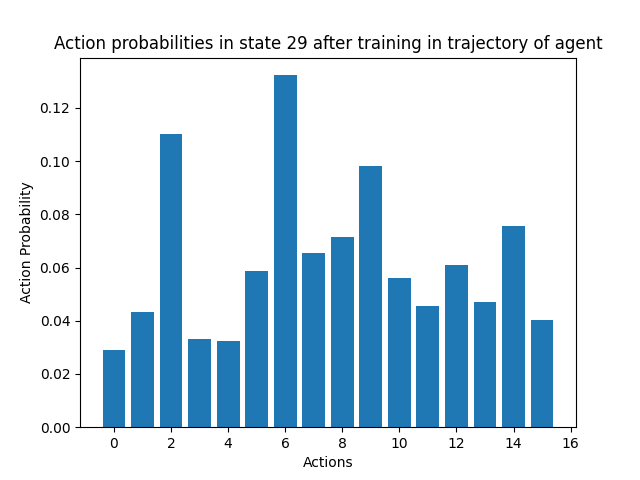 Action probabilities in state 29 after training in trajectory of agent
Action Probability
0.12
0.10
0.08
0.06
0.04
0.02
0.00
0 2 4 6 8 10 12 14 16
Actions